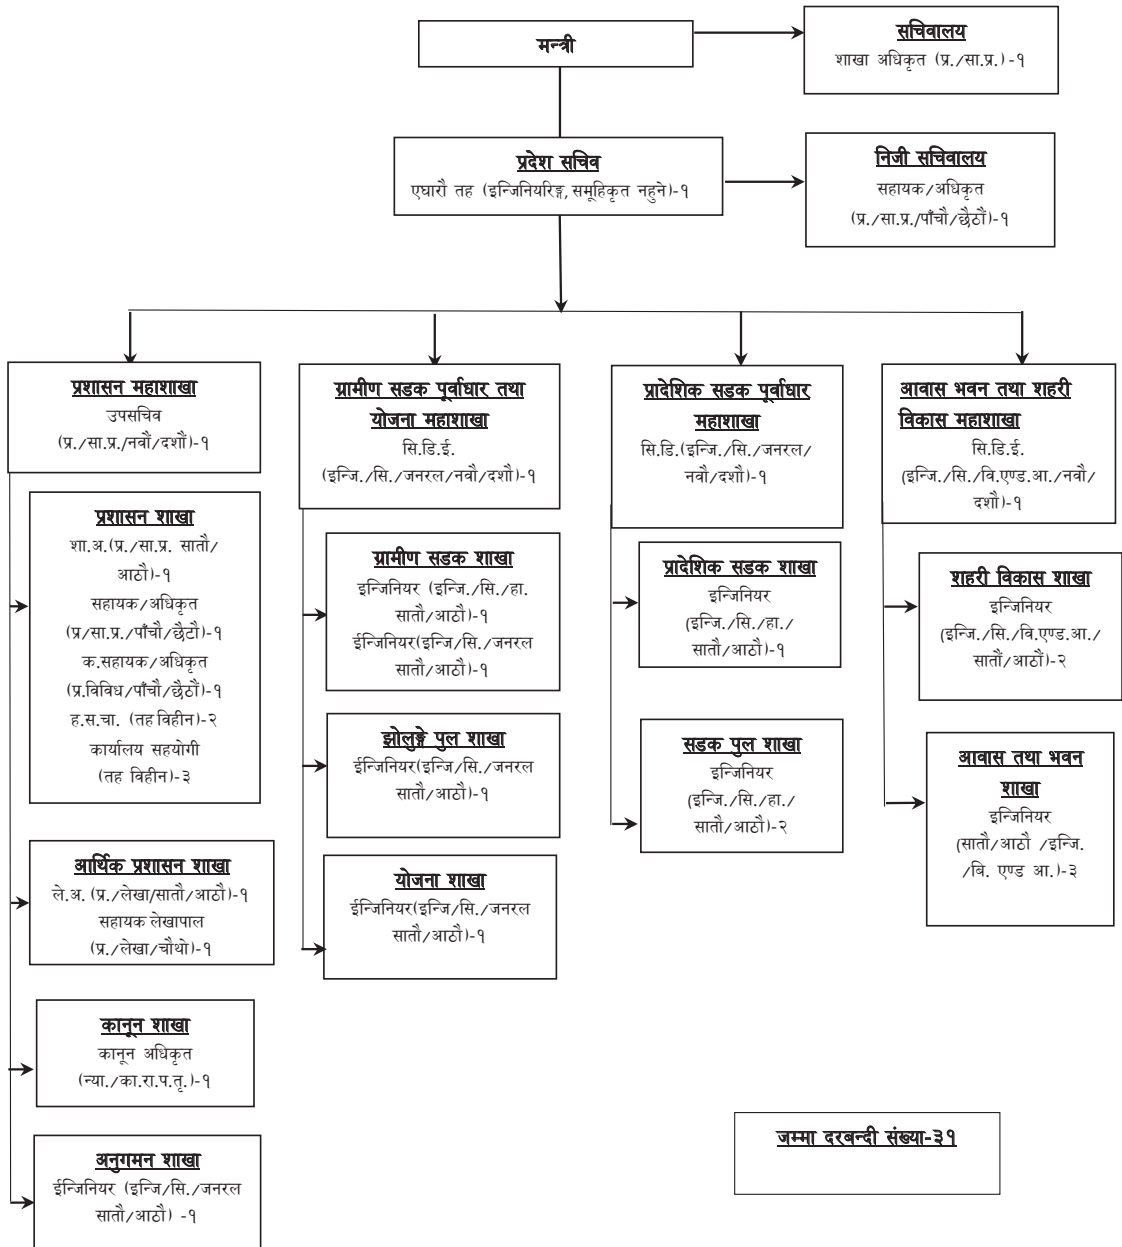 मन्त्री
सचिवालय
शाखा अधिकृत (प्र./सा.प्र.)-१
प्रदेश सचिव
एघारौ तह (इन्जिनियरिङ्ग,समूहिकृत नहुने)-१
निजी सचिवालय
सहायक/अधिकृत
(प्र./सा.प्र./पाँचौ/छैठौं)-१
प्रशासन महाशाखा
उपसचिव
(प्र./सा.प्र./नवौं/दशौं)-१
प्रशासन शाखा
शा.अ.(प्र./सा.प्र. सातौ/
आठौ)-१
सहायक/अधिकृत
(प्र/सा.प्र./पाँचौ/छैटौ)-१
क.सहायक/अधिकृत
(प्र.विविध/पाँचौ/छैठौं)-१
ह.स.चा. (तह विहीन)-२
कार्यालय सहयोगी
(तह विहीन)-३
आर्थिक प्रशासन शाखा
ले.अ. (प्र./लेखा/सातौ/आठौ)-१
सहायक लेखापाल
(प्र./लेखा/चौथो)-१
कानून शाखा
कानून अधिकृत
(न्या./का.रा.प.तृ.)-१
अनुगमन शाखा
ईन्जिनियर (इन्जि/सि./जनरल
सातौ/आठौ) -१
ग्रामीण सडक पूर्वाधार तथा
योजना महाशाखा
सि.डि.ई.
(इन्जि./सि./जनरल/नवौ/दशौ)-१
ग्रामीण सडक शाखा
इन्जिनियर (इन्जि./सि./हा.
सातौ/आठौ)-१
ईन्जिनियर(इन्जि/सि./जनरल
सातौ/आठौ)-१
झोलुङ्गे पुल शाखा
ईन्जिनियर(इन्जि/सि./जनरल
सातौ/आठौ)-१
योजना शाखा
ईन्जिनियर(इन्जि/सि./जनरल
सातौ/आठौ)-१
प्रादेशिक सडक पूर्वाधार
महाशाखा
सि.डि.(इन्जि./सि./जनरल/
नवौ/दशौ)-१
प्रादेशिक सडक शाखा
इन्जिनियर
(इन्जि./सि./हा./
सातौ/आठौ)-१
सडक पुल शाखा
इन्जिनियर
(इन्जि./सि./हा./
सातौ/आठौ)-२
आवास भवन तथा शहरी
विकास महाशाखा
सि.डि.ई.
(इन्जि./सि./वि.एण्ड.आ./नवौ/
दशौ)-१
शहरी विकास शाखा
इन्जिनियर
(इन्जि./सि./वि.एण्ड.आ./
सातौं/आठौ)-२
आवास तथा भवन
शाखा
इन्जिनियर
(सातौ/आठौ /इन्जि.
/बि. एण्ड आ.)-३
जम्मा दरबन्दी संख्या-३१